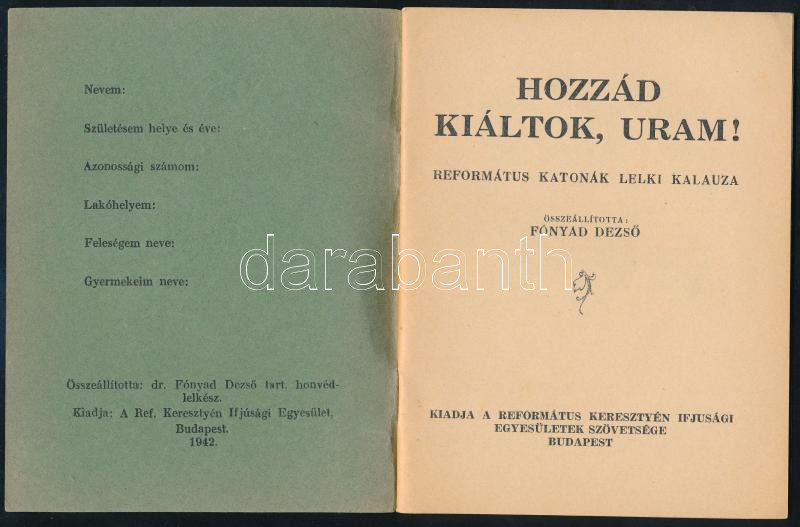 Nevem:
Születésem helye és éve:
Azonossági számom:
Lakóhelyem:
Feleségem neve:
Gyermekeim neve:
Összeállította: dr. Fónyad Dezső tart. honvéd-
lelkész.
Kiadja: A Ref. Keresztyén Ifjúsági Egyesület,
Budapest.
1942.
HOZZÁD
KIÁLTOK, URAM!
REFORMÁTUS KATONÁK LELKI KALAUZA
ÖSSZEÁLLÍTOTTA:
FÓNYAD DEZSŐ
KIADJA A REFORMÁTUS KERESZTYÉN IFJUSÁGI
EGYESÜLETEK SZÖVETSÉGE
BUDAPEST
darabanth